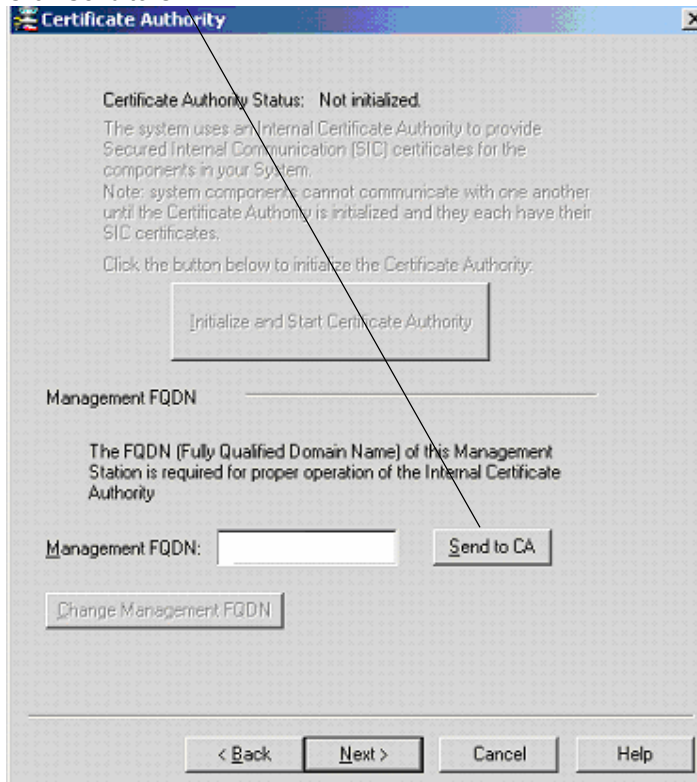 Certificate Authority
Certificate Authority Status: Not initialized.
The system uses an Internal Certificate Authority to provide
Secured Internal Communication (SIC) certificates for the
components in your System.
Note: system components cannot communicate with one another
until the Certificate Authority is initialized and they each have their
SIC certificates.
Click the button below to initialize the Certificate Authority:
Initialize and Start Certificate Authority
Management FQDN
The FQDN (Fully Qualified Domain Name) of this Management
Station is required for proper operation of the Internal Certificate
Authority
Management FQDN:
Send to CA
Change Management FQDN
< Back
Next >
Cancel
Help